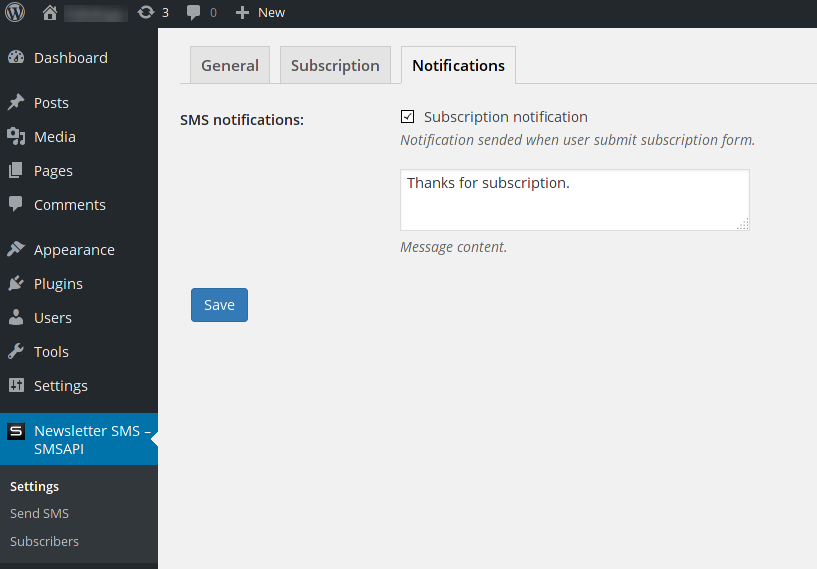 3 0 New
Dashboard
Posts
Media
Pages
Comments
Appearance
Plugins
Users
Tools
Settings
Newsletter SMS –
SMSAPI
Settings
Send SMS
Subscribers
General Subscription Notifications
SMS notifications:
Subscription notification
Notification sended when user submit subscription form.
Thanks for subscription.
Message content.
Save